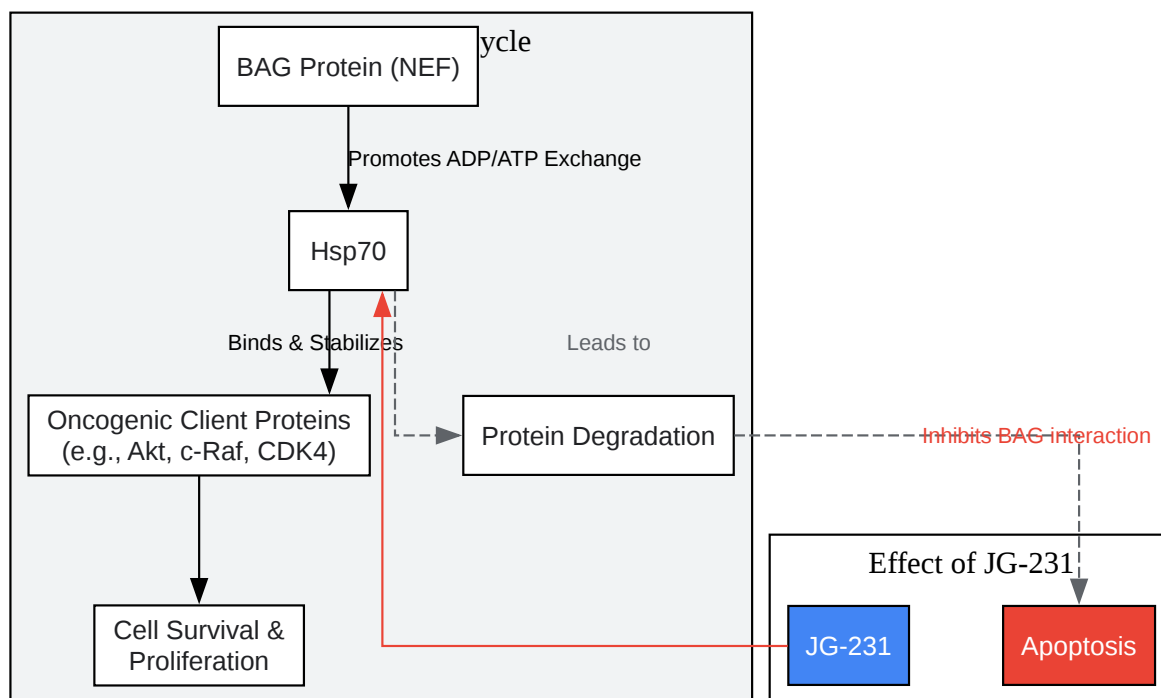 ycle
BAG Protein (NEF)
Promotes ADP/ATP Exchange
Hsp70
Binds & Stabilizes
Leads to
Oncogenic Client Proteins
(e.g., Akt, c-Raf, CDK4)
Protein Degradation
Inhibits BAG interaction
Effect of JG-231
Cell Survival &
Proliferation
JG-231
Apoptosis